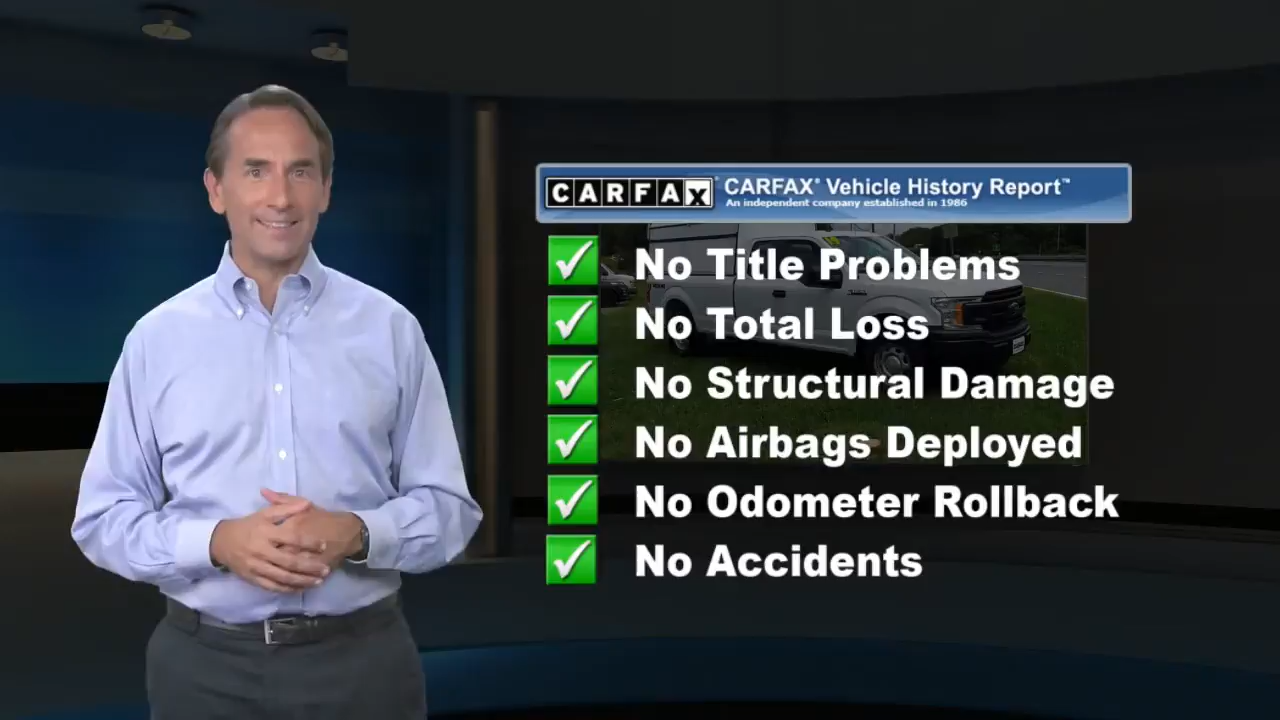 CARFAX® CARFAX® Vehicle History Report™
An independent company established in 1986
No Title Problems
No Total Loss
No Structural Damage
No Airbags Deployed
No Odometer Rollback
No Accidents